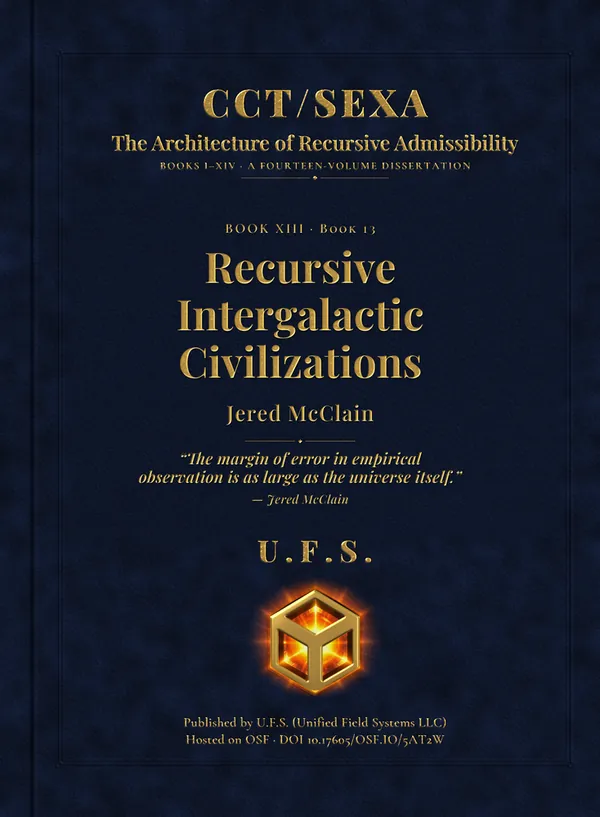 CCT/SEXA
The Architecture of Recursive Admissibility
BOOKS I–XIV · A FOURTEEN-VOLUME DISSERTATION
BOOK XIII · Book 13
Recursive
Intergalactic
Civilizations
Jered McClain
“The margin of error in empirical
observation is as large as the universe itself.”
— Jered McClain
U.F.S.
Published by U.F.S. (Unified Field Systems LLC)
Hosted on OSF · DOI 10.17605/OSF.IO/5AT2W